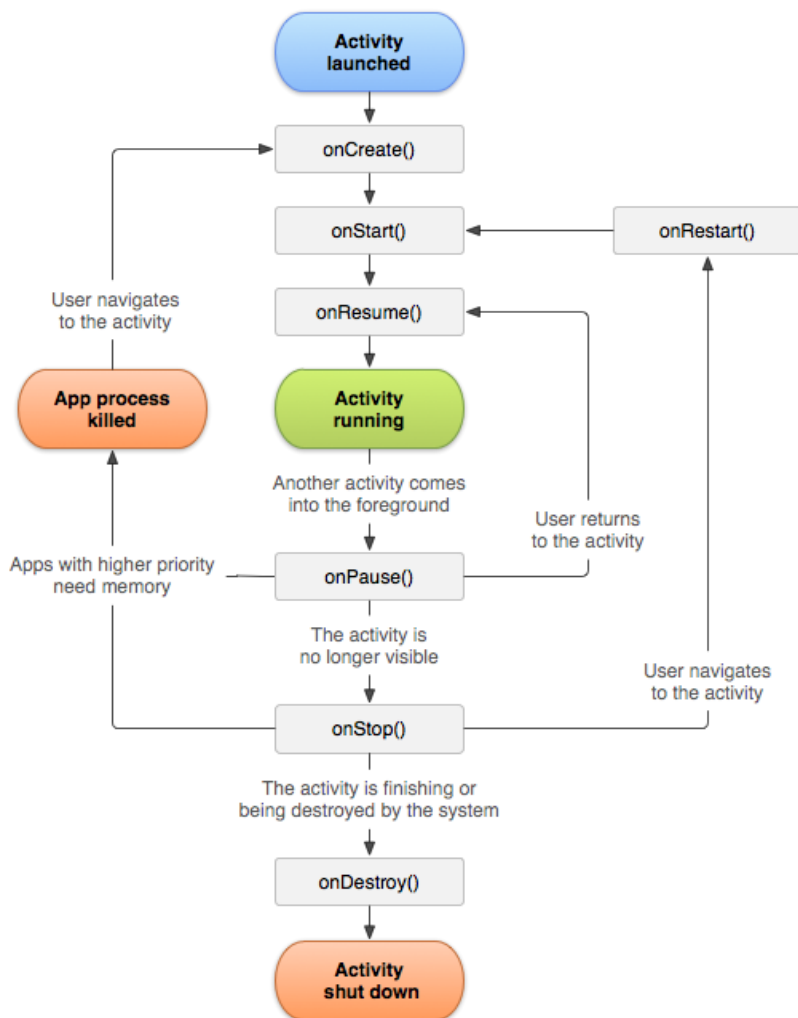 Activity
launched
onCreate()
onStart()
onRestart()
User navigates
to the activity
onResume()
App process
killed
Activity
running
Another activity comes
into the foreground
User returns
to the activity
Apps with higher priority
need memory
onPause()
The activity is
no longer visible
User navigates
to the activity
onStop()
The activity is finishing or
being destroyed by the system
onDestroy()
Activity
shut down